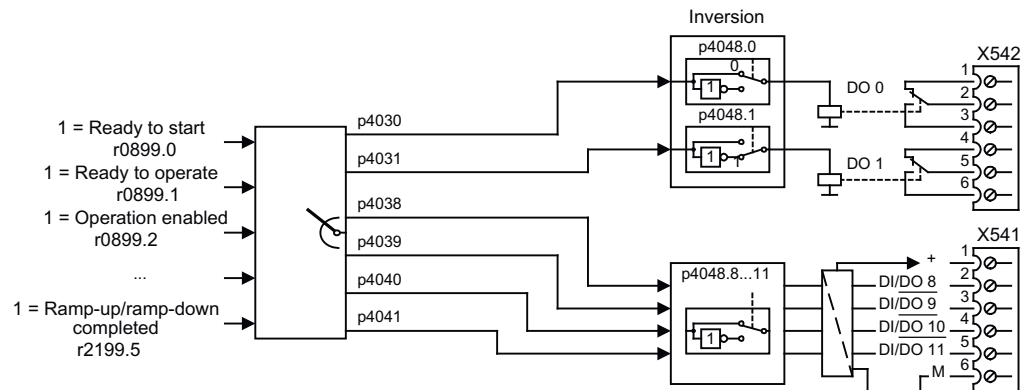 Inversion
p4048.0
0
1
p4048.1
1
1
X542
1
2
3
4
5
6
DO 0
DO 1
1 = Ready to start
r0899.0
1 = Ready to operate
r0899.1
1 = Operation enabled
r0899.2
...
1 = Ramp-up/ramp-down
completed
r2199.5
p4030
p4031
p4038
p4039
p4040
p4041
p4048.8...11
1
X541
+
1
DI/DO 8
2
DI/DO 9
3
DI/DO 10
4
DI/DO 11
5
M
6